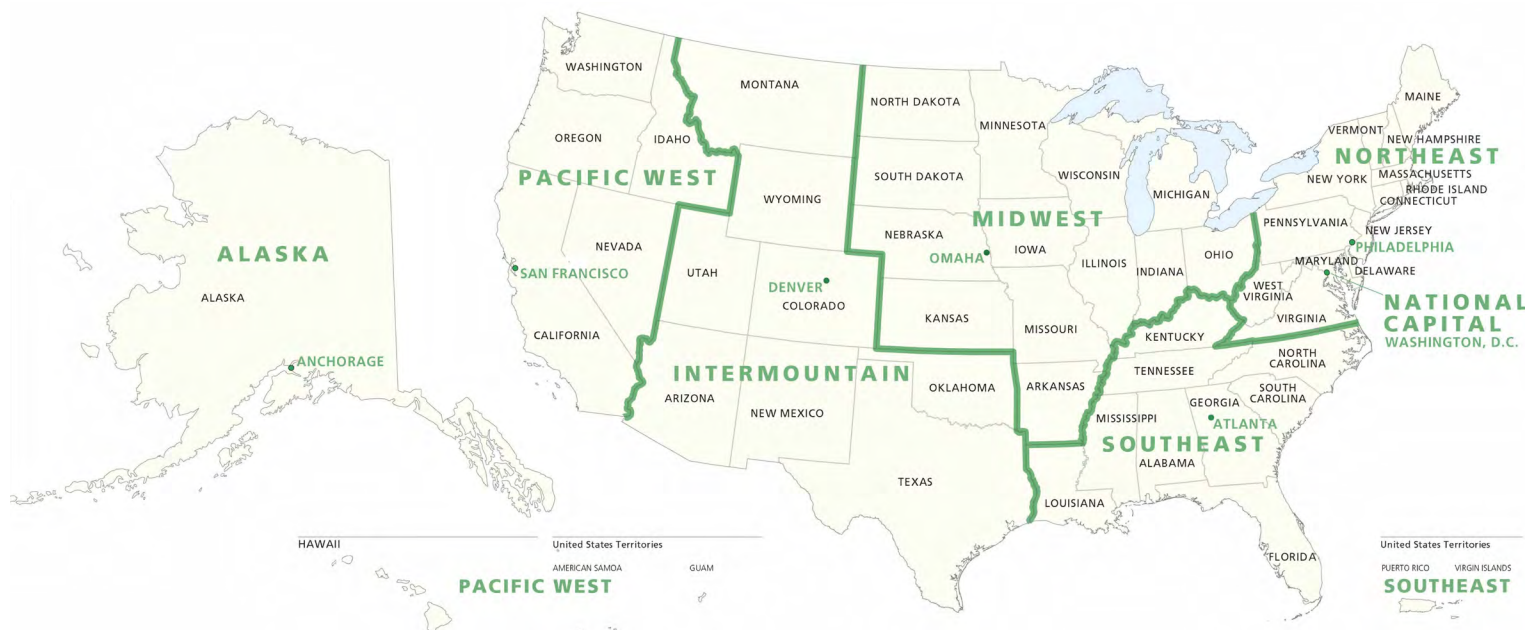 WASHINGTON
MONTANA
NORTH DAKOTA
MINNESOTA
MAINE
OREGON
IDAHO
VERMONT
NEW HAMPSHIRE
NORTHEAST
PACIFIC WEST
SOUTH DAKOTA
WISCONSIN
MICHIGAN
NEW YORK
MASSACHUSETTS
RHODE ISLAND
CONNECTICUT
WYOMING
MIDWEST
PENNSYLVANIA
NEW JERSEY
PHILADELPHIA
ALASKA
NEVADA
NEBRASKA
IOWA
OHIO
OMAHA
ILLINOIS
INDIANA
MARYLAND
DELAWARE
SAN FRANCISCO
UTAH
DENVER
COLORADO
WEST
VIRGINIA
ALASKA
NATIONAL
CAPITAL
WASHINGTON, D.C.
KANSAS
MISSOURI
VIRGINIA
CALIFORNIA
KENTUCKY
ANCHORAGE
INTERMOUNTAIN
TENNESSEE
NORTH
CAROLINA
ARIZONA
NEW MEXICO
OKLAHOMA
ARKANSAS
SOUTH
CAROLINA
MISSISSIPPI
GEORGIA
ATLANTA
SOUTHEAST
ALABAMA
TEXAS
LOUISIANA
FLORIDA
HAWAII
PACIFIC WEST
United States Territories
AMERICAN SAMOA
GUAM
United States Territories
PUERTO RICO
VIRGIN ISLANDS
SOUTHEAST